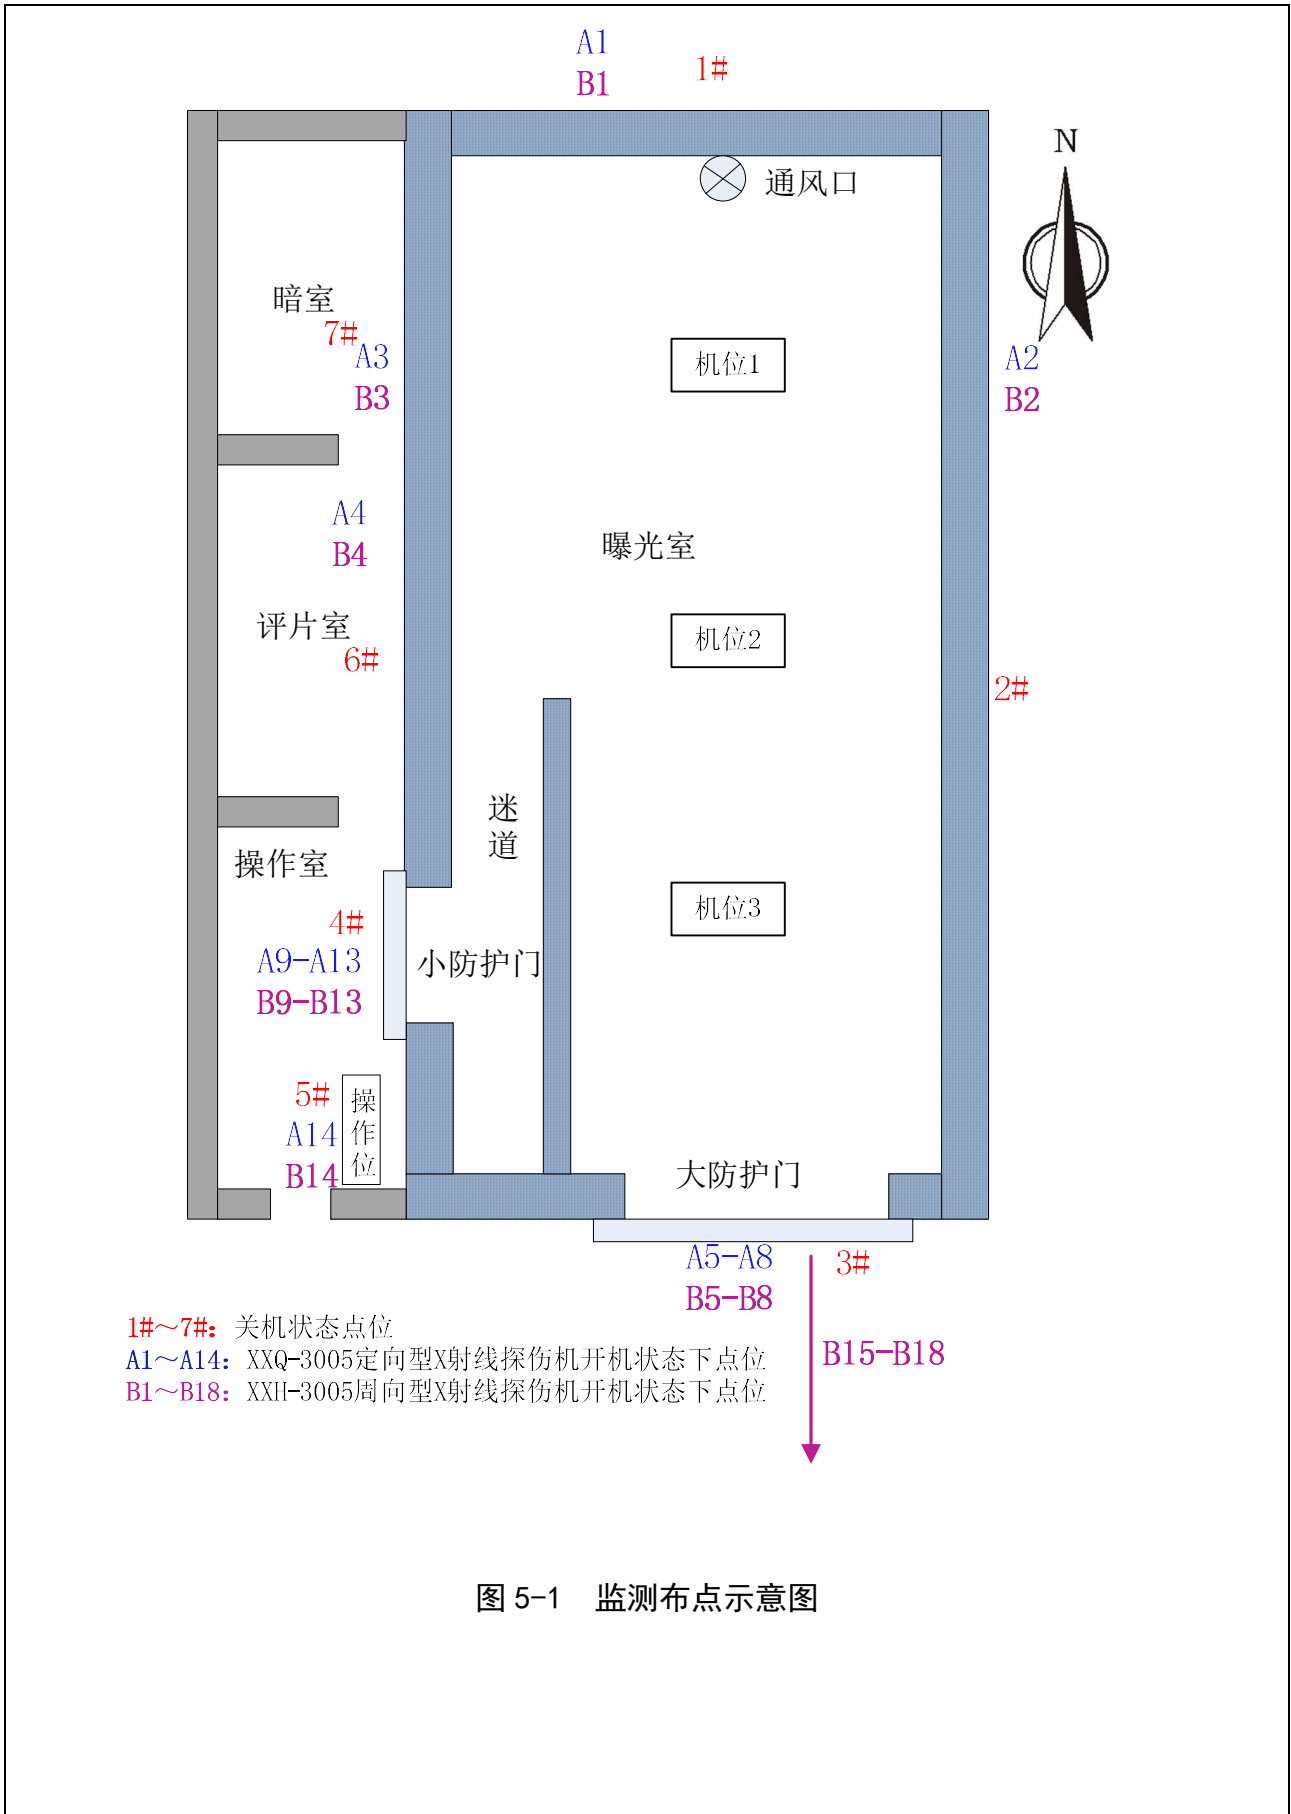 A1
B1
1#
N
通风口
暗室
7#
A3
B3
机位1
A2
B2
A4
B4
曝光室
评片室
6#
机位2
2#
迷
道
操作室
机位3
4#
A9-A13
B9-B13
小防护门
5#
A14
B14
操
作
位
大防护门
A5-A8
B5-B8
3#
B15-B18
1#～7#：关机状态点位
A1～A14：XXQ-3005定向型X射线探伤机开机状态下点位
B1～B18：XXH-3005周向型X射线探伤机开机状态下点位
图 5-1 监测布点示意图